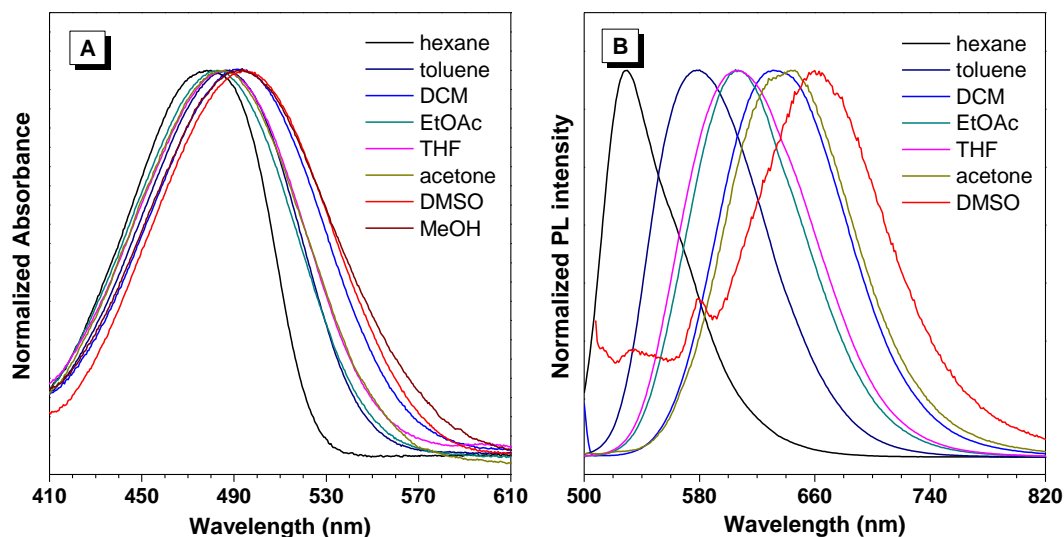 A
hexane
toluene
DCM
EtOAc
THF
acetone
DMSO
MeOH
Normalized Absorbance
410 450 490 530 570 610
Wavelength (nm)
B
hexane
toluene
DCM
EtOAc
THF
acetone
DMSO
Normalized PL intensity
500 580 660 740 820
Wavelength (nm)